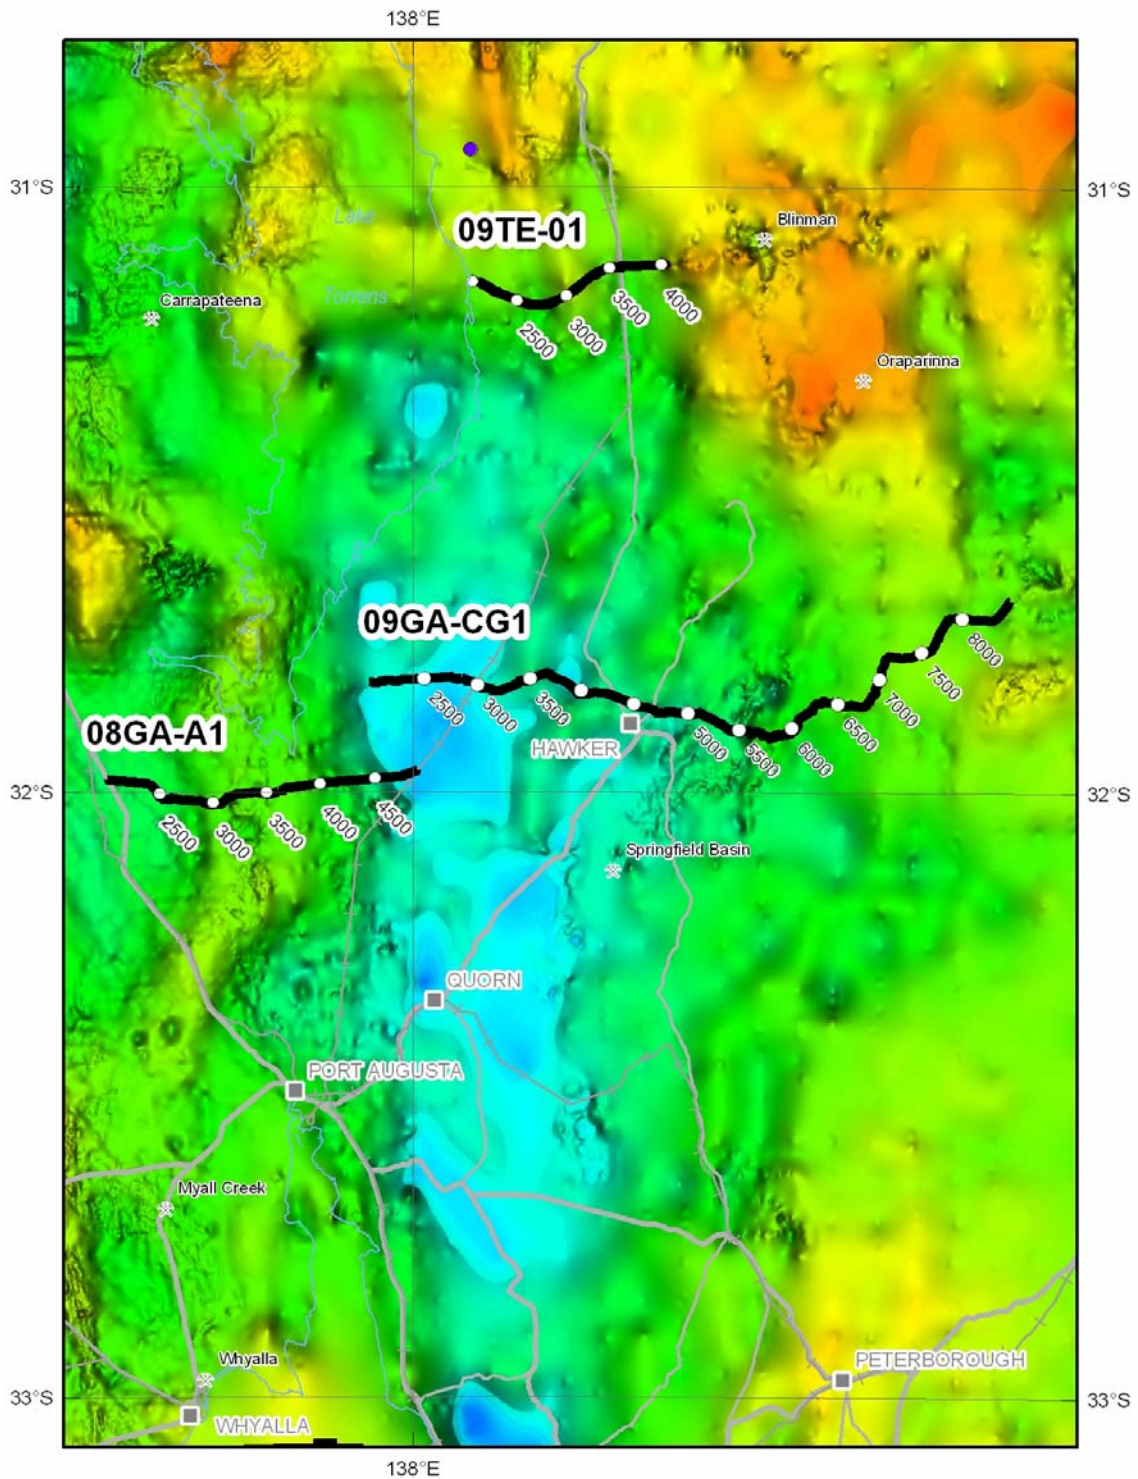 138°E
31°S
31°S
Blinman
09TE-01
Lake
Torrens
Carrapateena
2500
3000
3500
4000
Oraparinna
09GA-CG1
2500
3000
3500
HAWKER
5000
5500
6000
6500
7000
7500
8000
08GA-A1
32°S
32°S
2500
3000
3500
4000
4500
Springfield Basin
QUORN
PORT AUGUSTA
Myall Creek
Whyalla
PETERBOROUGH
33°S
33°S
WHYALLA
138°E